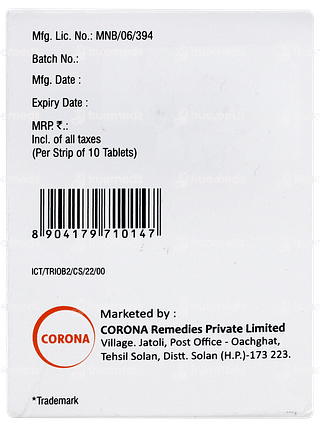 Mfg. Lic. No.: MNB/06/394
Batch No.:
Mfg. Date :
Expiry Date :
MRP ₹.:
Incl. of all taxes
(Per Strip of 10 Tablets)
8 904179 710147
ICT/TRIOB2/CS/22/00
CORONA
Marketed by :
CORONA Remedies Private Limited
Village. Jatoli, Post Office - Oachghat,
Tehsil Solan, Distt. Solan (H.P.)-173 223.
*Trademark